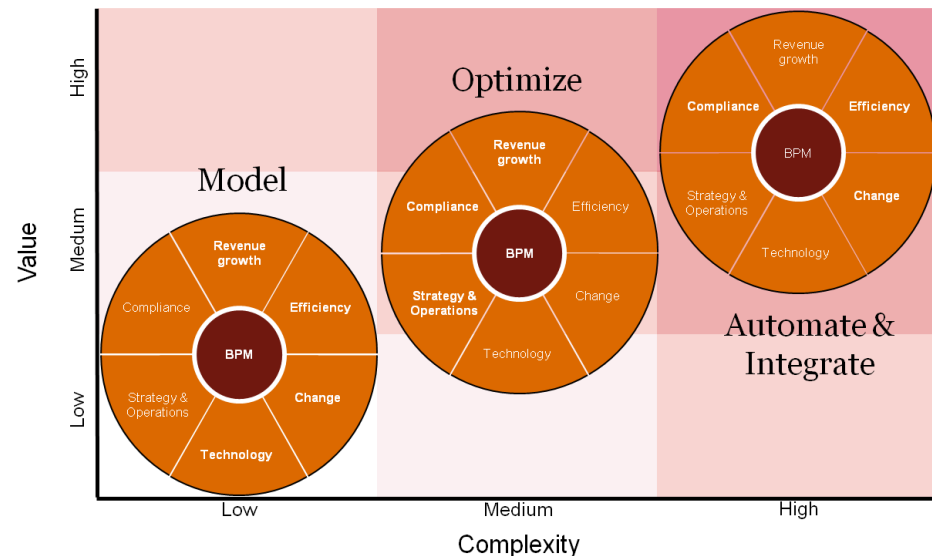 High
Medum
Low
Value
Model
Revenue
growth
Compliance
Efficiency
BPM
Strategy &
Operations
Change
Technology
Optimize
Revenue
growth
Compliance
Efficiency
BPM
Strategy &
Operations
Change
Technology
Revenue
growth
Compliance
Efficiency
BPM
Strategy &
Operations
Change
Technology
Automate &
Integrate
Low
Medium
High
Complexity